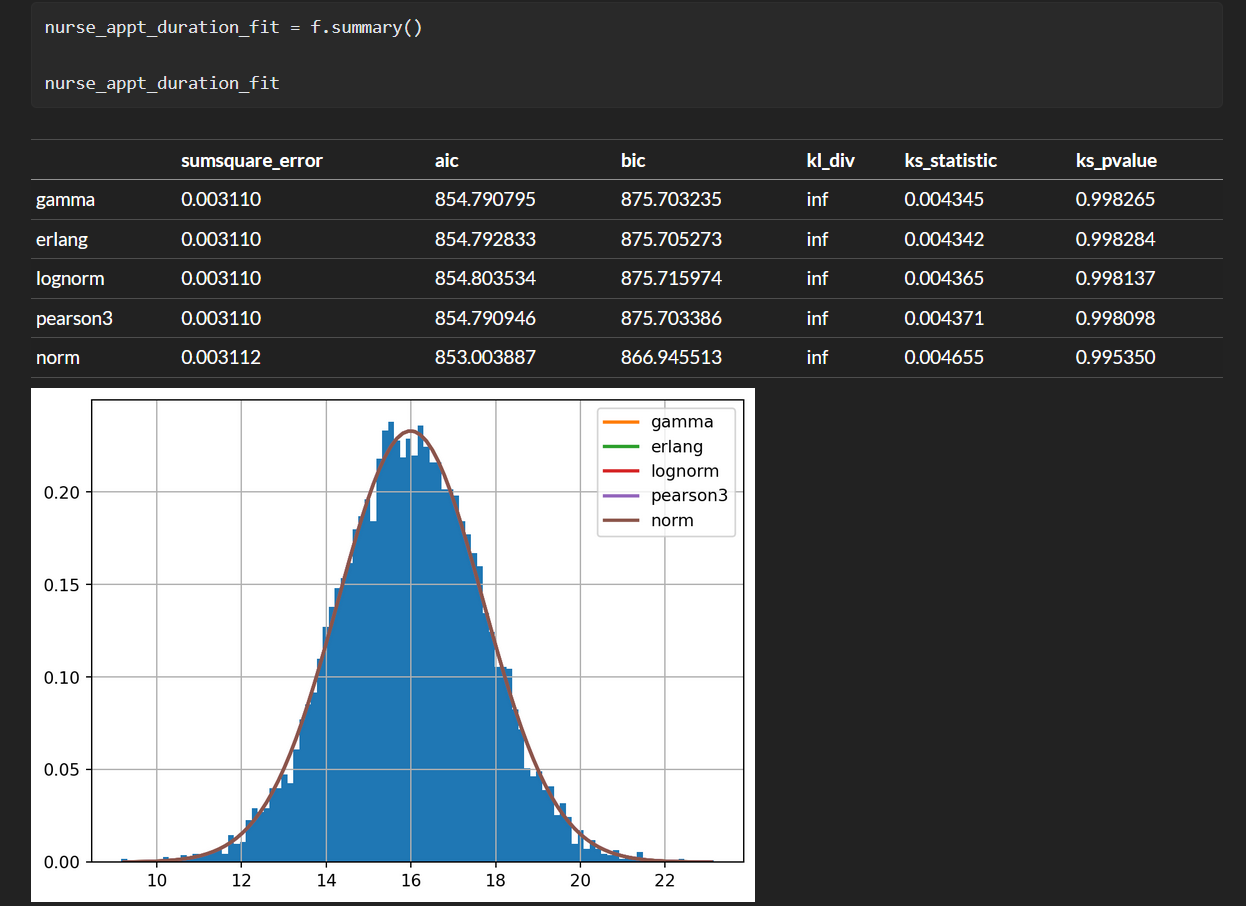 nurse_appt_duration_fit = f.summary()
nurse_appt_duration_fit
sumsquare_error aic bic kl_div ks_statistic ks_pvalue
gamma 0.003110 854.790795 875.703235 inf 0.004345 0.998265
erlang 0.003110 854.792833 875.705273 inf 0.004342 0.998284
lognorm 0.003110 854.803534 875.715974 inf 0.004365 0.998137
pearson3 0.003110 854.790946 875.703386 inf 0.004371 0.998098
norm 0.003112 853.003887 866.945513 inf 0.004655 0.995350
gamma
erlang
lognorm
pearson3
norm
0.20
0.15
0.10
0.05
0.00
10 12 14 16 18 20 22